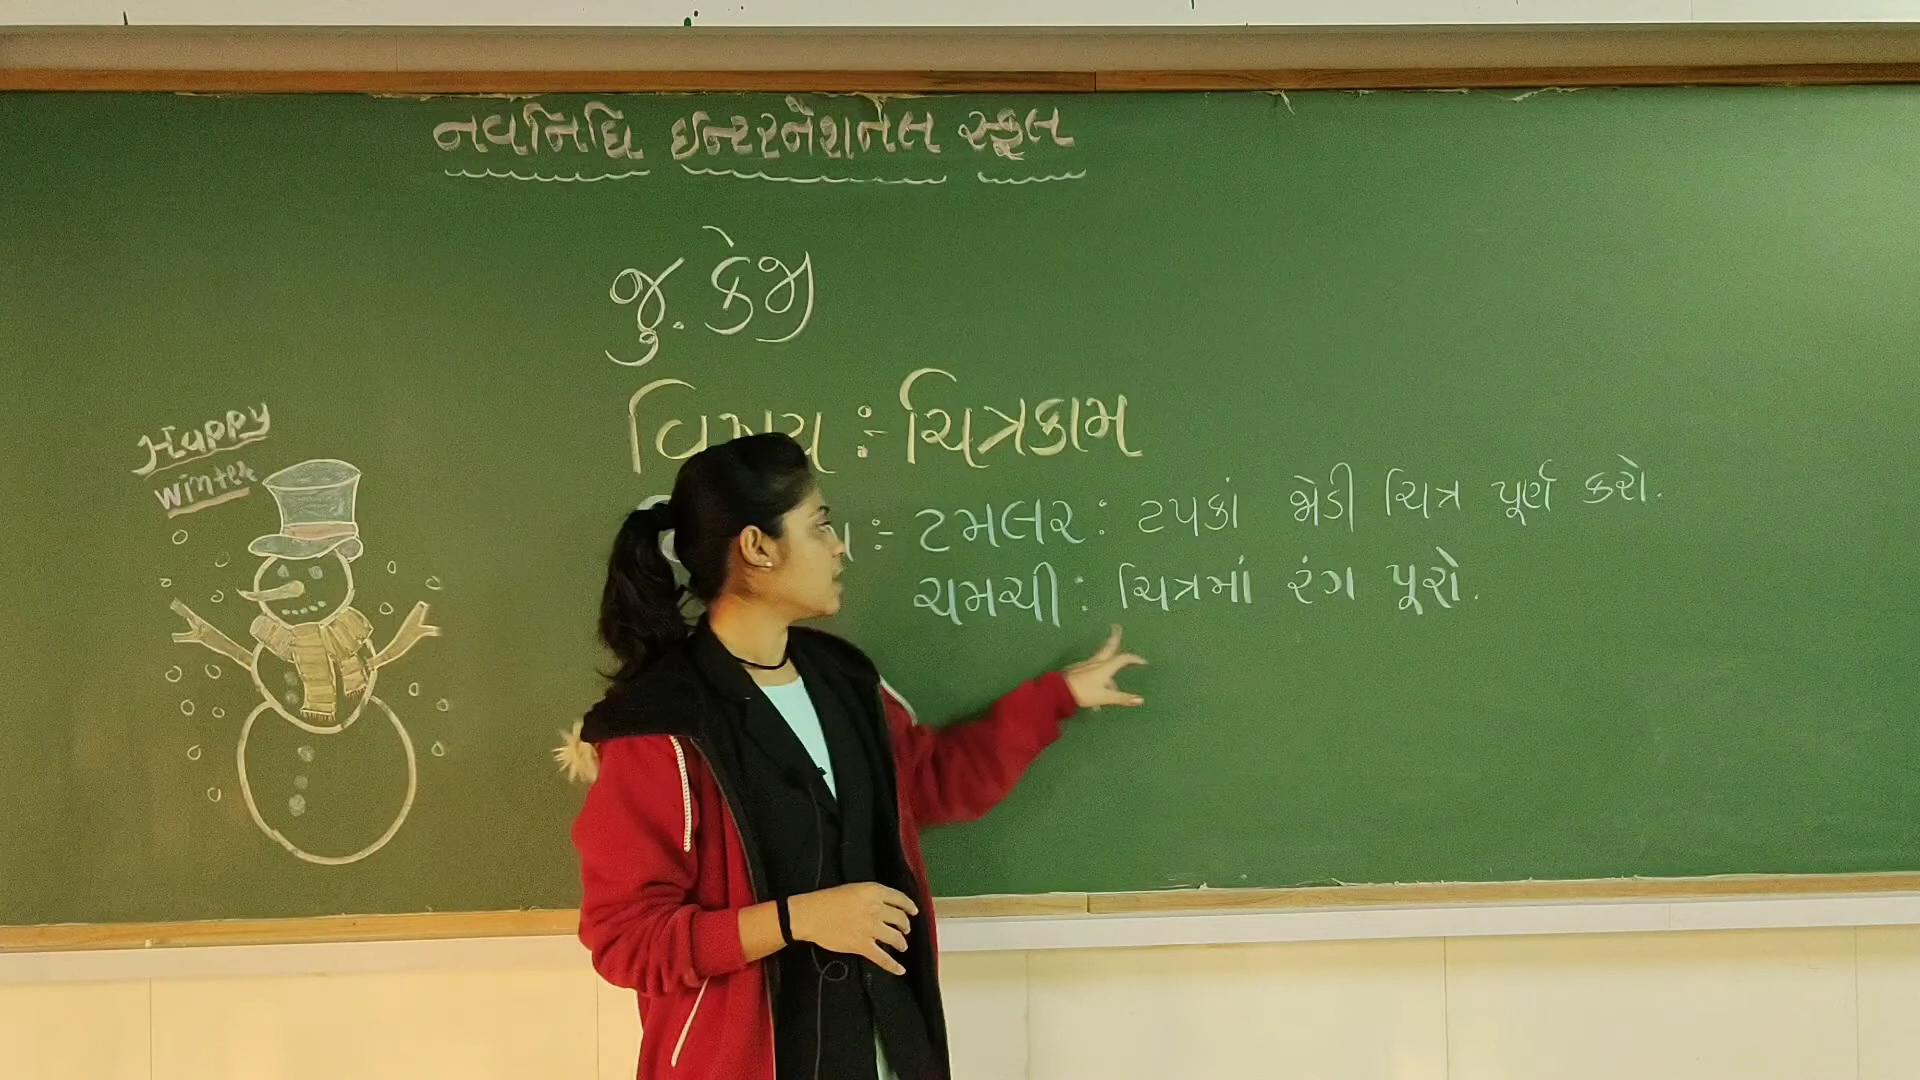 નવનિધિ ઇન્ટરનેશનલ સ્કૂલ
જુ. કેજી
વિષય :- ચિત્રકામ
:- ટમલર : ટપકાં જોડી ચિત્ર પૂર્ણ કરો.
ચમચી : ચિત્રમાં રંગ પૂરો.
Happy
winter